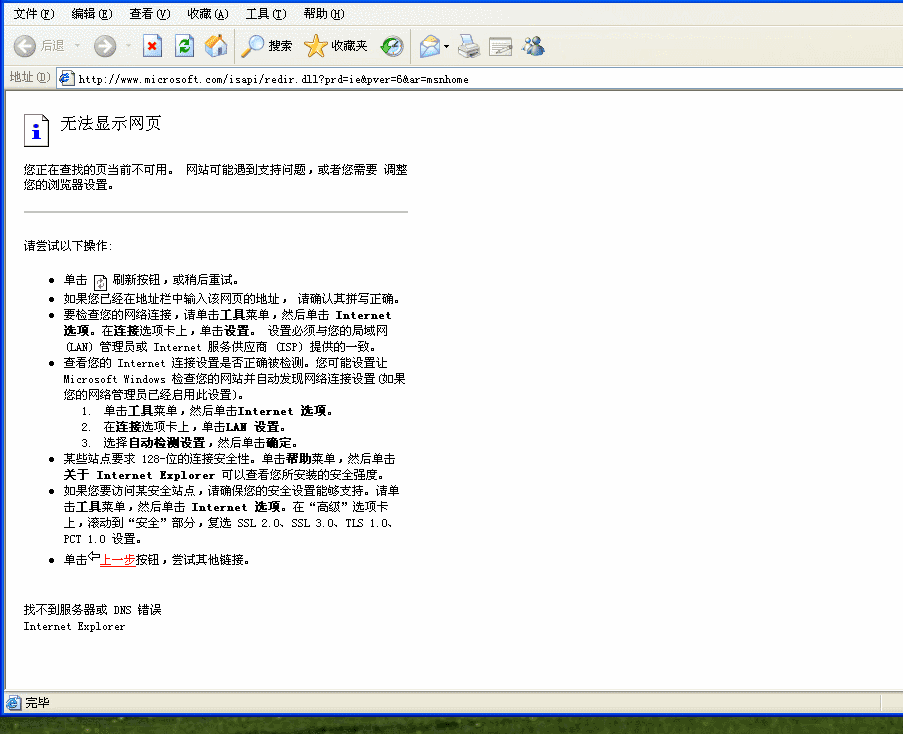 文件(F) 编辑(E) 查看(V) 收藏(A) 工具(T) 帮助(H)
后退 搜索 收藏夹
地址(D) http://www.microsoft.com/isapi/redir.dll?prd=ie&pver=6&ar=msnhome
无法显示网页
您正在查找的页当前不可用。 网站可能遇到支持问题，或者您需要 调整
您的浏览器设置。
请尝试以下操作:
• 单击 刷新按钮，或稍后重试。
• 如果您已经在地址栏中输入该网页的地址， 请确认其拼写正确。
• 要检查您的网络连接，请单击工具菜单，然后单击 Internet
选项。在连接选项卡上，单击设置。 设置必须与您的局域网
(LAN) 管理员或 Internet 服务供应商 (ISP) 提供的一致。
• 查看您的 Internet 连接设置是否正确被检测。您可能设置让
Microsoft Windows 检查您的网站并自动发现网络连接设置(如果
您的网络管理员已经启用此设置)。
1. 单击工具菜单，然后单击Internet 选项。
2. 在连接选项卡上，单击LAN 设置。
3. 选择自动检测设置，然后单击确定。
• 某些站点要求 128-位的连接安全性。单击帮助菜单，然后单击
关于 Internet Explorer 可以查看您所安装的安全强度。
• 如果您要访问某安全站点，请确保您的安全设置能够支持。请单
击工具菜单，然后单击 Internet 选项。在“高级”选项卡
上，滚动到“安全”部分，复选 SSL 2.0、SSL 3.0、TLS 1.0、
PCT 1.0 设置。
• 单击上一步按钮，尝试其他链接。
找不到服务器或 DNS 错误
Internet Explorer
完毕